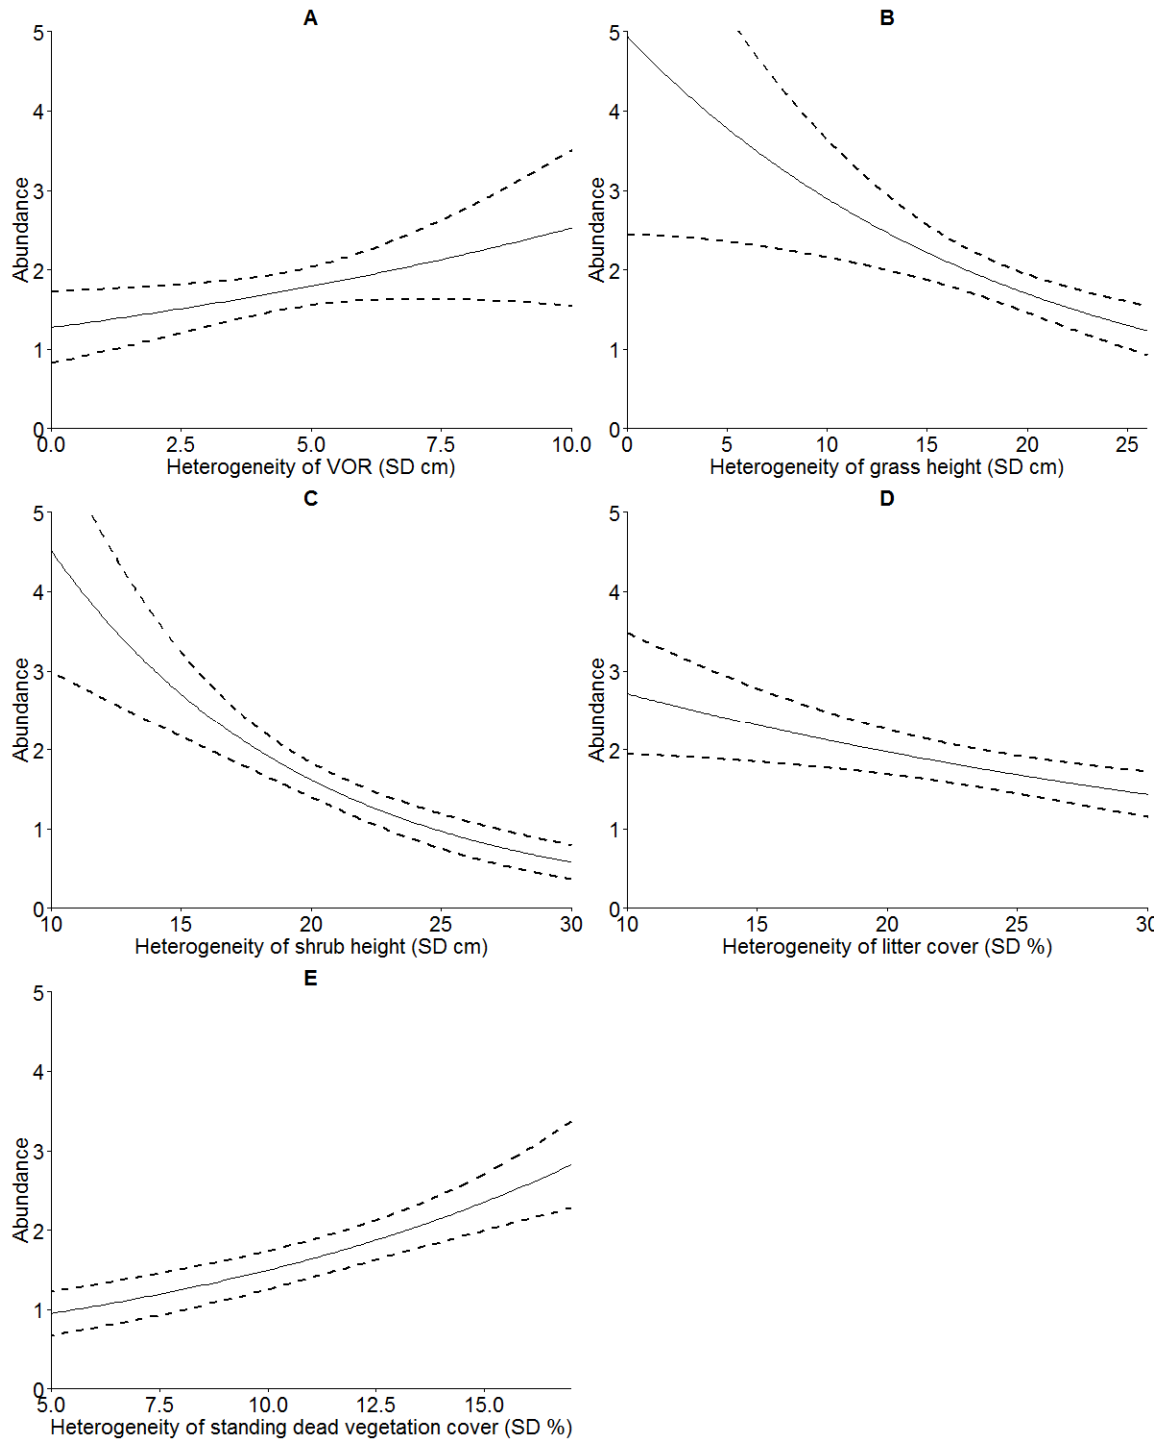 A
5
4
3
2
1
0
Abundance
0.0 2.5 5.0 7.5 10.0
Heterogeneity of VOR (SD cm)
B
5
4
3
2
1
0
Abundance
0 5 10 15 20 25
Heterogeneity of grass height (SD cm)
C
5
4
3
2
1
0
Abundance
10 15 20 25 30
Heterogeneity of shrub height (SD cm)
D
5
4
3
2
1
0
Abundance
10 15 20 25 30
Heterogeneity of litter cover (SD %)
E
5
4
3
2
1
0
Abundance
5.0 7.5 10.0 12.5 15.0
Heterogeneity of standing dead vegetation cover (SD %)